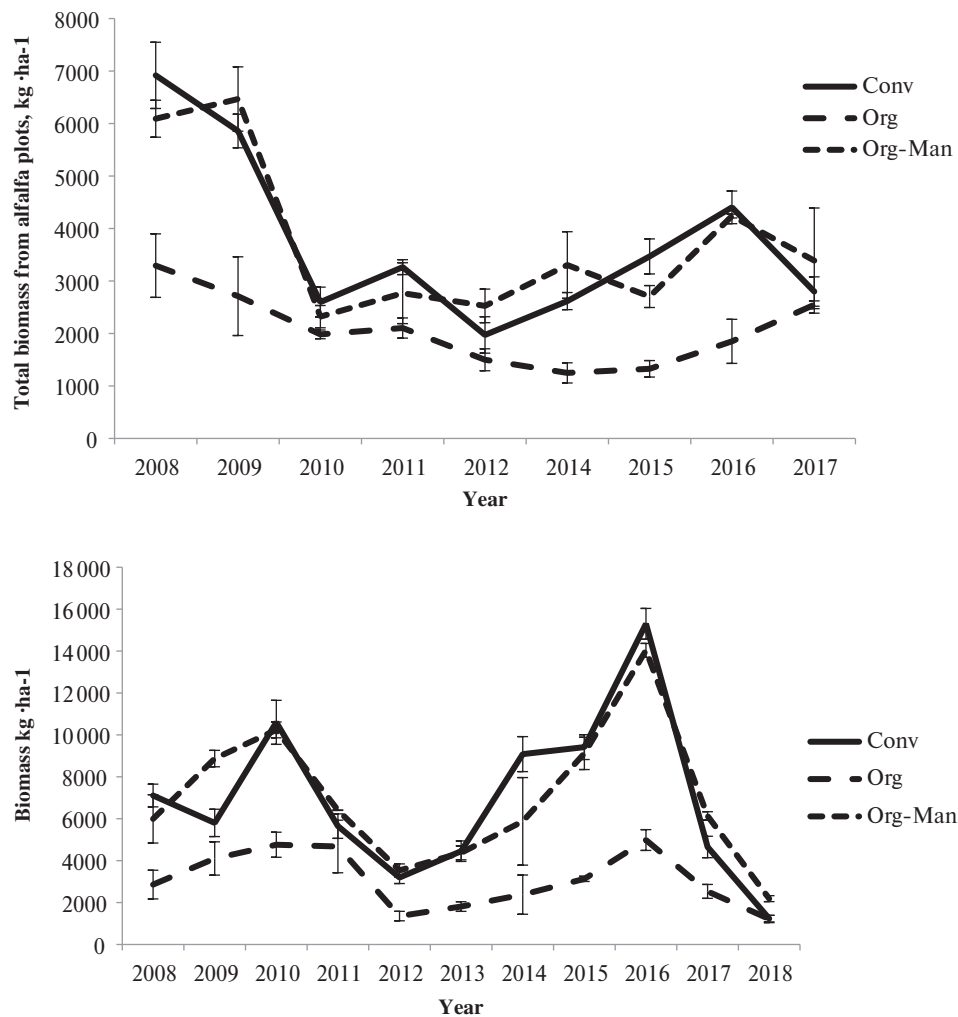 8000
7000
6000
5000
4000
3000
2000
1000
0
Total biomass from alfalfa plots, kg·ha-1
Conv
Org
Org-Man
2008 2009 2010 2011 2012 2014 2015 2016 2017
Year
18 000
16 000
14 000
12 000
10 000
8000
6000
4000
2000
0
Biomass kg·ha-1
Conv
Org
Org-Man
2008 2009 2010 2011 2012 2013 2014 2015 2016 2017 2018
Year